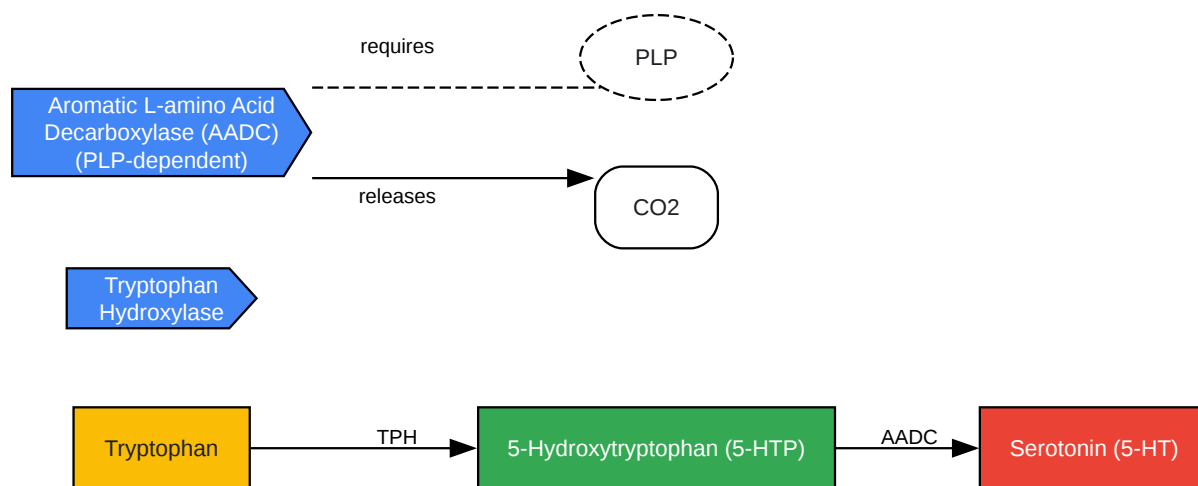 requires
PLP
Aromatic L-amino Acid
Decarboxylase (AADC)
(PLP-dependent)
releases
CO2
Tryptophan
Hydroxylase
Tryptophan
TPH
5-Hydroxytryptophan (5-HTP)
AADC
Serotonin (5-HT)